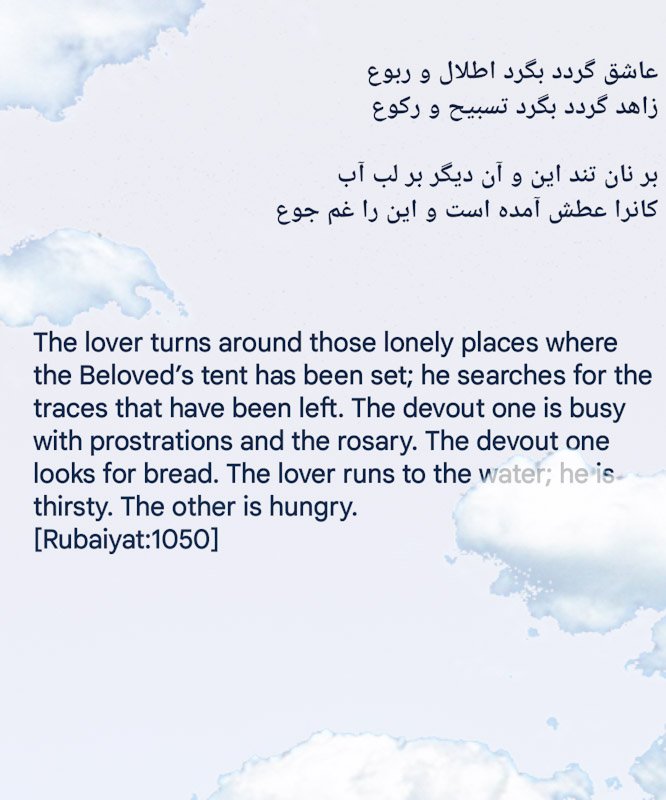 عاشق گردد بگرد اطلال و ربوع
زاهد گردد بگرد تسبیح و رکوع
بر نان تند این و آن دیگر بر لب آب
کانرا عطش آمده است و این را غم جوع
The lover turns around those lonely places where
the Beloved's tent has been set; he searches for the
traces that have been left. The devout one is busy
with prostrations and the rosary. The devout one
looks for bread. The lover runs to the water; he is
thirsty. The other is hungry.
[Rubaiyat:1050]